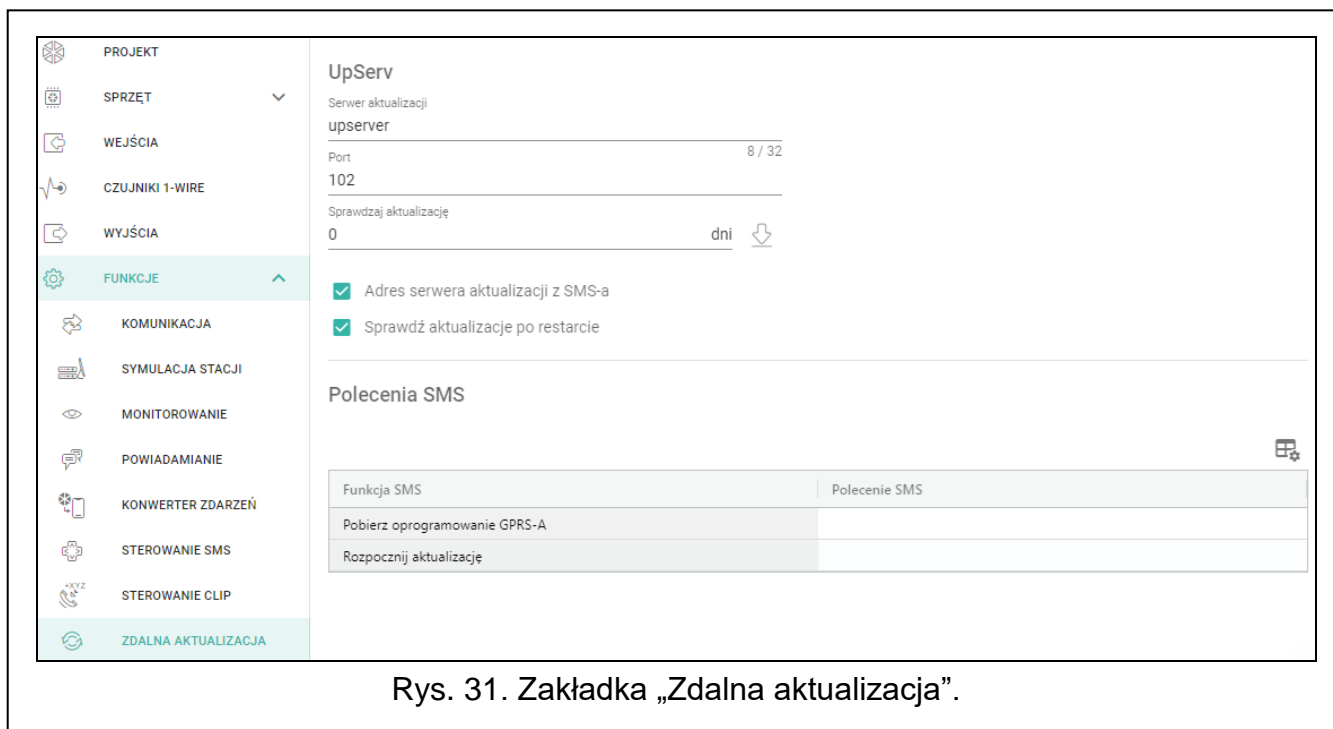 PROJEKT
SPRZĘT
WEJŚCIA
CZUJNIKI 1-WIRE
WYJŚCIA
FUNKCJE
KOMUNIKACJA
SYMULACJA STACJI
MONITOROWANIE
POWIADAMIANIE
KONWERTER ZDARZEŃ
STEROWANIE SMS
+XYZ
STEROWANIE CLIP
ZDALNA AKTUALIZACJA
UpServ
Serwer aktualizacji
upserver
8 / 32
Port
102
Sprawdzaj aktualizację
0 dni
Adres serwera aktualizacji z SMS-a
Sprawdź aktualizacje po restarcie
Polecenia SMS
Funkcja SMS Polecenie SMS
Pobierz oprogramowanie GPRS-A
Rozpocznij aktualizację
Rys. 31. Zakładka „Zdalna aktualizacja”.